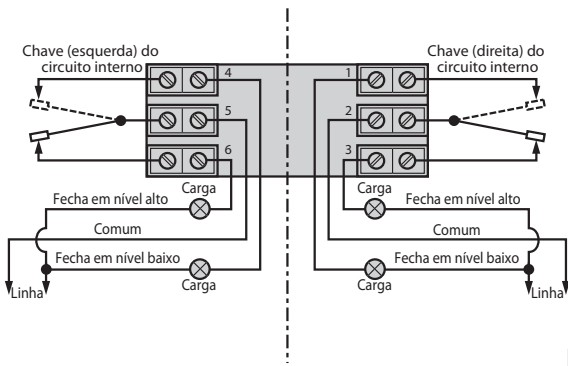 Chave (esquerda) do
circuito interno
4
5
6
Carga
Fecha em nível alto
Comum
Fecha em nível baixo
Carga
Linha
Chave (direita) do
circuito interno
1
2
3
Carga
Fecha em nível alto
Comum
Fecha em nível baixo
Carga
Linha